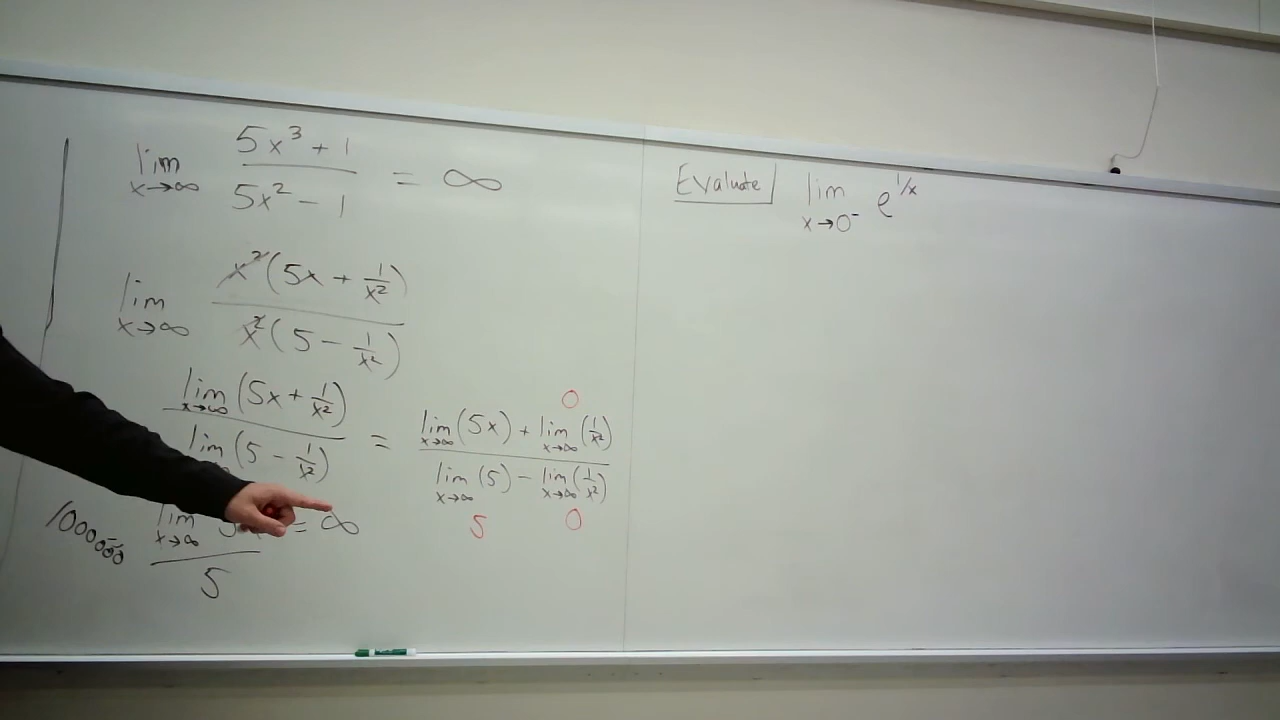 lim x→∞ (5x³ + 1)/(5x² − 1) = ∞
lim x→∞ x²(5x + 1/x²)/x²(5 − 1/x²)
lim x→∞ (5x + 1/x²)/lim (5 − 1/x²) = (lim x→∞ (5x) + lim x→∞ (1/x²))/(lim x→∞ (5) − lim x→∞ (1/x²))
0
5 0
1000000
lim x→∞ /5 = ∞
Evaluate lim x→0⁻ e^(1/x)